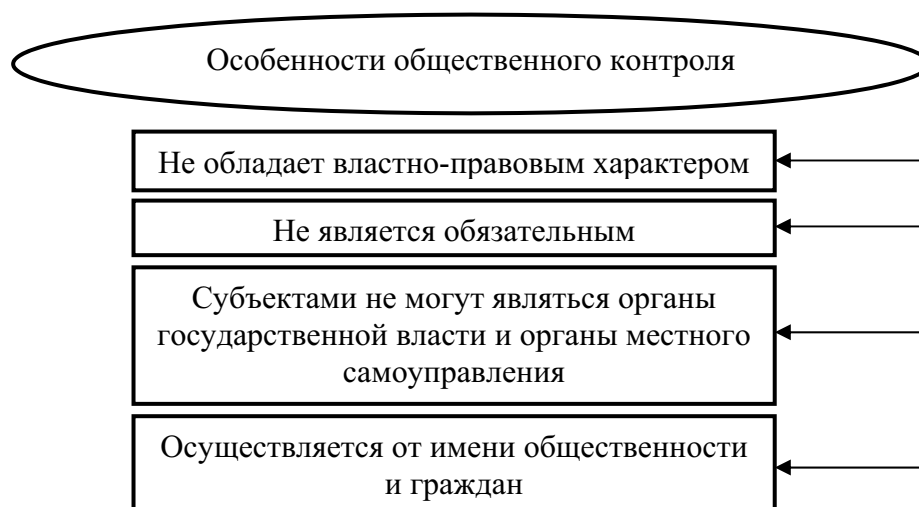 Особенности общественного контроля
Не обладает властно-правовым характером
Не является обязательным
Субъектами не могут являться органы
государственной власти и органы местного
самоуправления
Осуществляется от имени общественности
и граждан